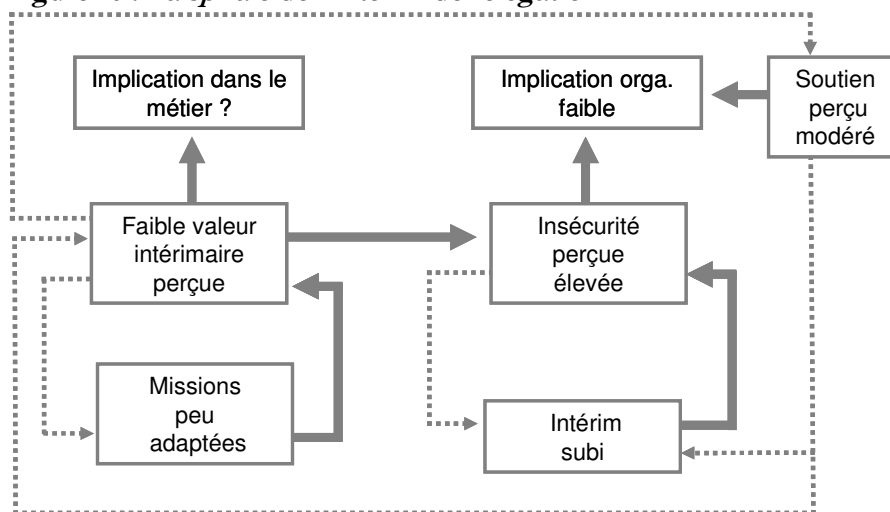 Implication dans le
métier ?
Implication orga.
faible
Soutien
perçu
modéré
Faible valeur
intérimaire
perçue
Insécurité
perçue
élevée
Missions
peu
adaptées
Intérim
subi